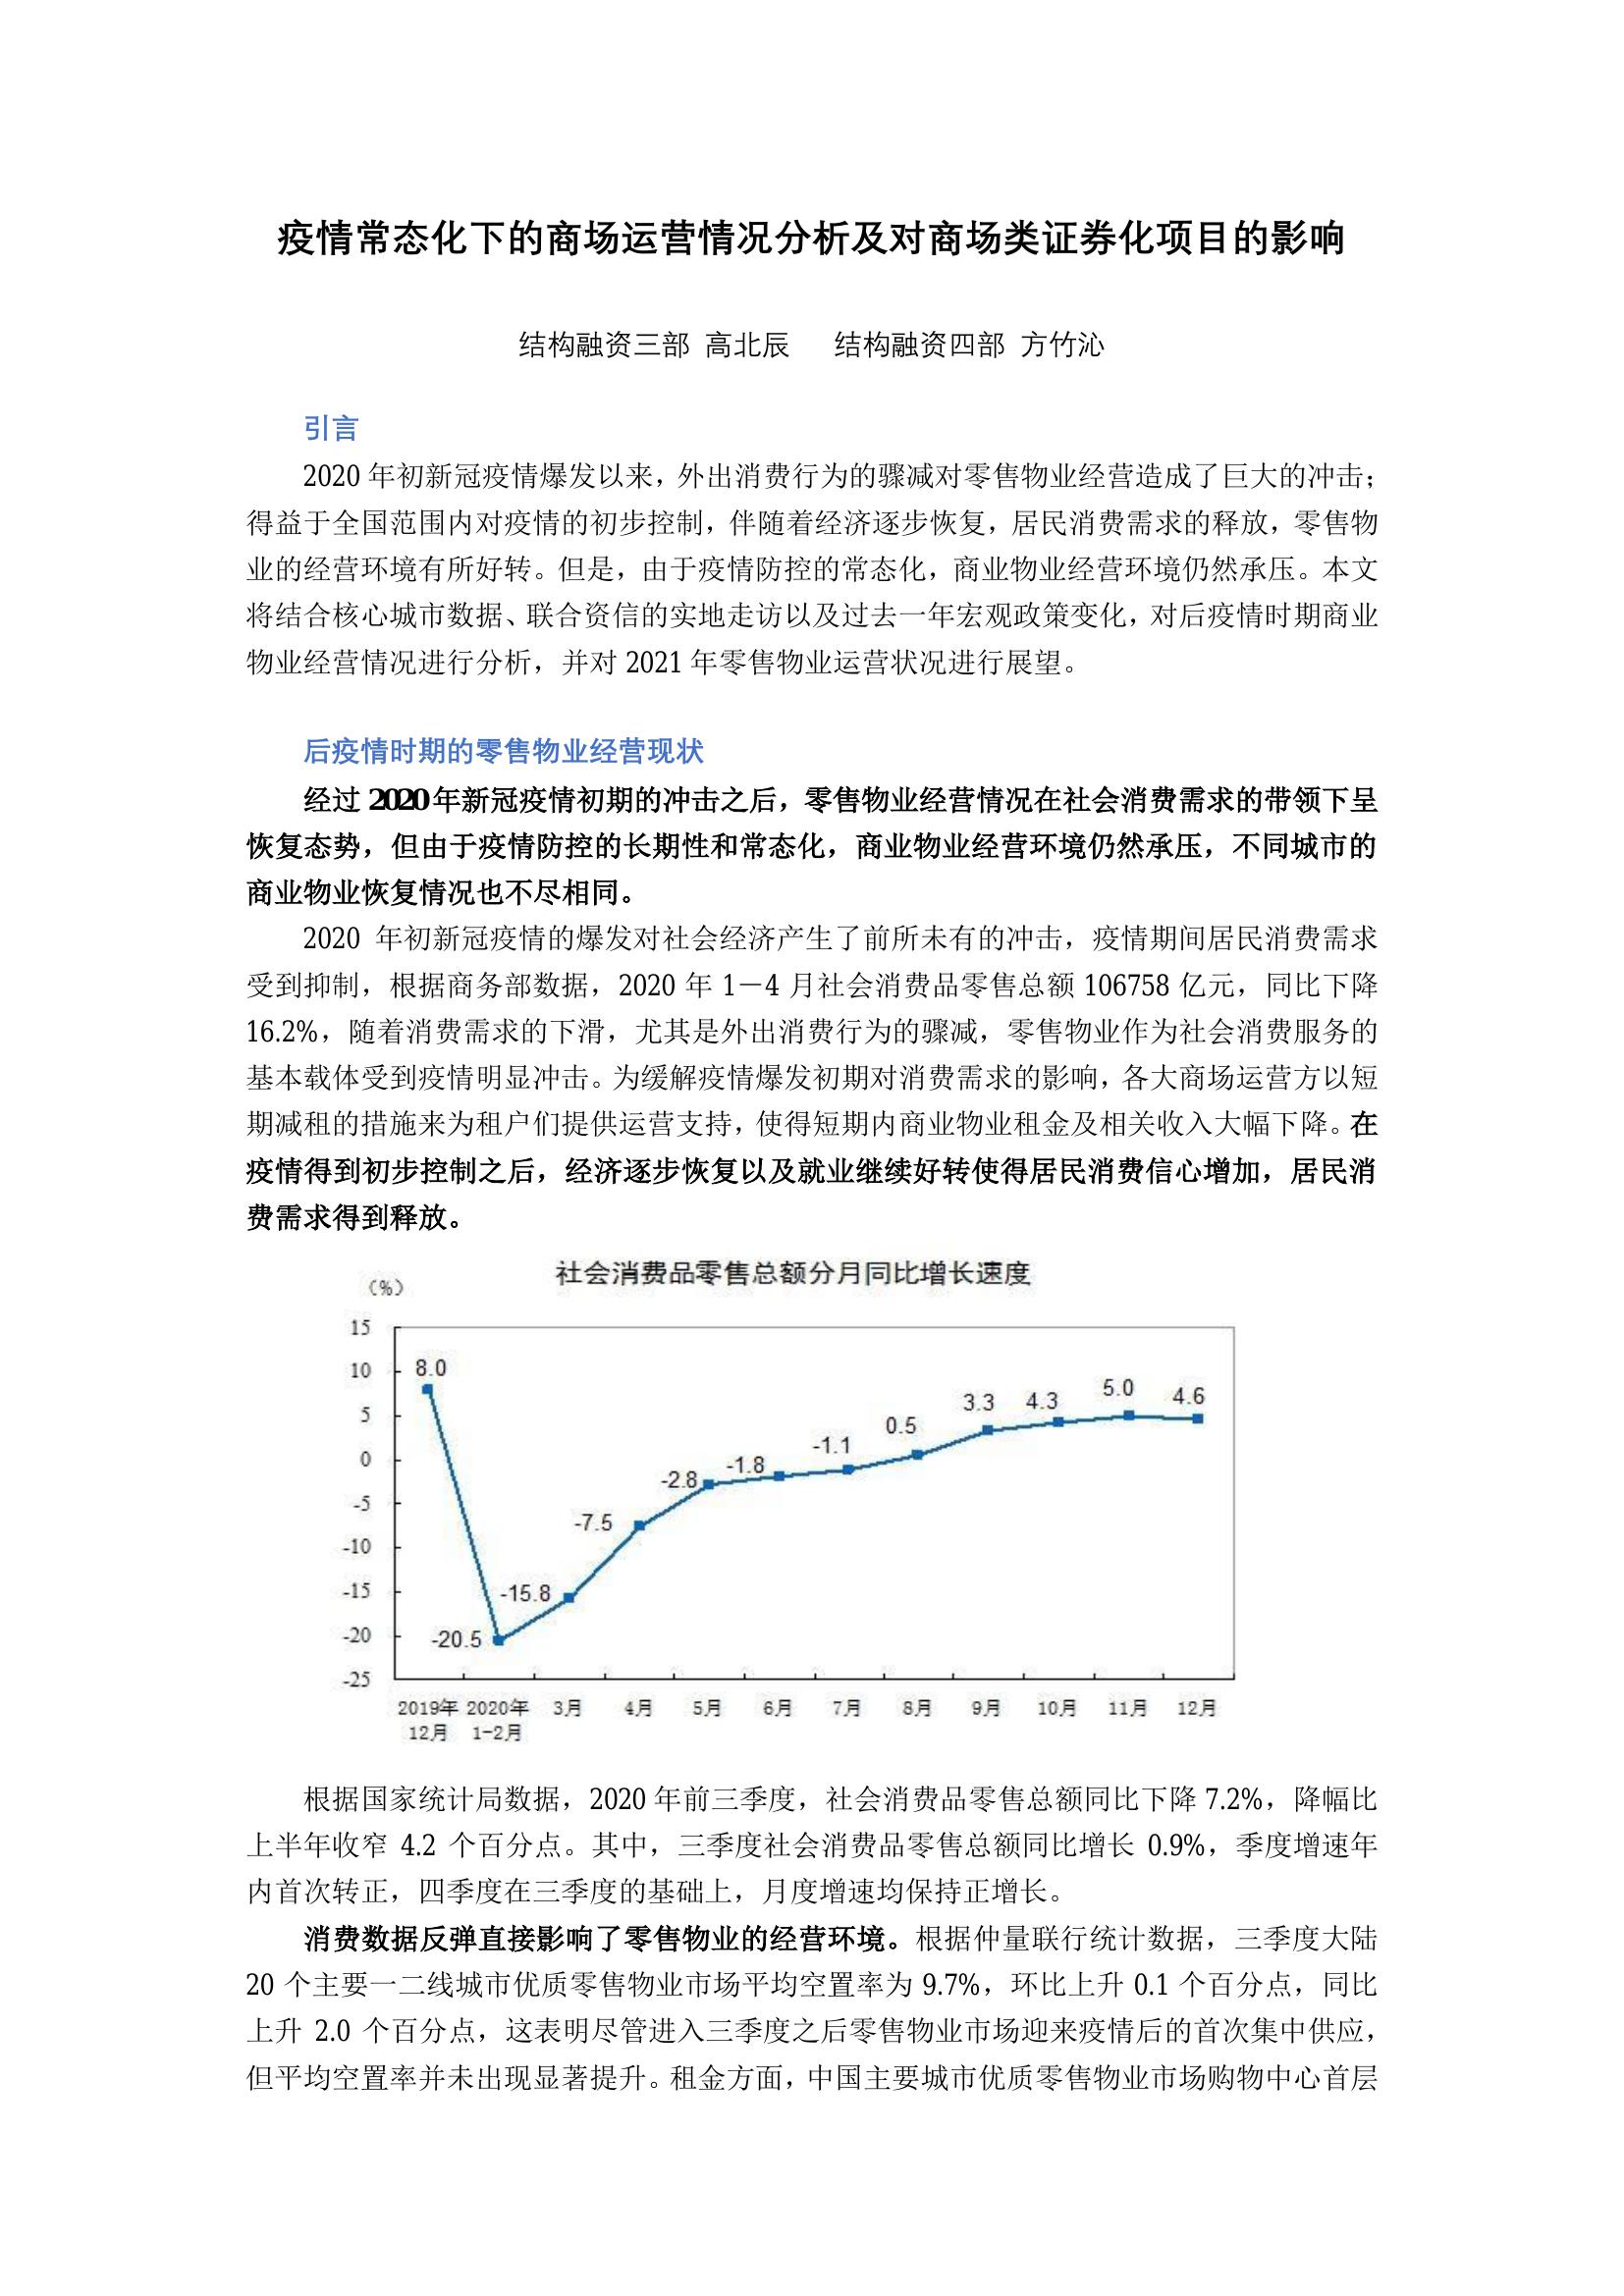 疫情常态化下的商场运营情况分析及对商场类证券化项目的影响
结构融资三部 高北辰 结构融资四部 方竹沁
引言
2020 年初新冠疫情爆发以来，外出消费行为的骤减对零售物业经营造成了巨大的冲击；
得益于全国范围内对疫情的初步控制，伴随着经济逐步恢复，居民消费需求的释放，零售物
业的经营环境有所好转。但是，由于疫情防控的常态化，商业物业经营环境仍然承压。本文
将结合核心城市数据、联合资信的实地走访以及过去一年宏观政策变化，对后疫情时期商业
物业经营情况进行分析，并对 2021 年零售物业运营状况进行展望。
后疫情时期的零售物业经营现状
经过 2020 年新冠疫情初期的冲击之后，零售物业经营情况在社会消费需求的带领下呈
恢复态势，但由于疫情防控的长期性和常态化，商业物业经营环境仍然承压，不同城市的
商业物业恢复情况也不尽相同。
2020 年初新冠疫情的爆发对社会经济产生了前所未有的冲击，疫情期间居民消费需求
受到抑制，根据商务部数据，2020 年 1－4 月社会消费品零售总额 106758 亿元，同比下降
16.2%，随着消费需求的下滑，尤其是外出消费行为的骤减，零售物业作为社会消费服务的
基本载体受到疫情明显冲击。为缓解疫情爆发初期对消费需求的影响，各大商场运营方以短
期减租的措施来为租户们提供运营支持，使得短期内商业物业租金及相关收入大幅下降。在
疫情得到初步控制之后，经济逐步恢复以及就业继续好转使得居民消费信心增加，居民消
费需求得到释放。
社会消费品零售总额分月同比增长速度
（%）
15
10
5
0
-5
-10
-15
-20
-25
8.0
-20.5
-15.8
-7.5
-2.8
-1.8
-1.1
0.5
3.3
4.3
5.0
4.6
2019年 2020年 3月 4月 5月 6月 7月 8月 9月 10月 11月 12月
12月 1-2月
根据国家统计局数据，2020 年前三季度，社会消费品零售总额同比下降 7.2%，降幅比
上半年收窄 4.2 个百分点。其中，三季度社会消费品零售总额同比增长 0.9%，季度增速年
内首次转正，四季度在三季度的基础上，月度增速均保持正增长。
消费数据反弹直接影响了零售物业的经营环境。根据仲量联行统计数据，三季度大陆
20 个主要一二线城市优质零售物业市场平均空置率为 9.7%，环比上升 0.1 个百分点，同比
上升 2.0 个百分点，这表明尽管进入三季度之后零售物业市场迎来疫情后的首次集中供应，
但平均空置率并未出现显著提升。租金方面，中国主要城市优质零售物业市场购物中心首层